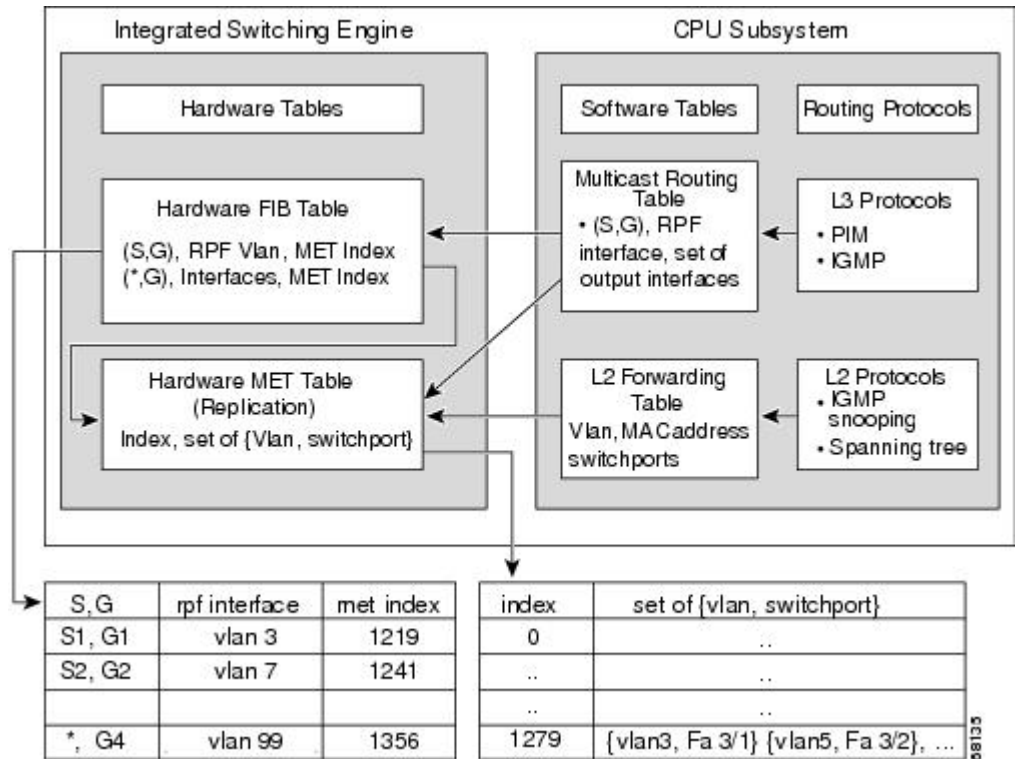 Integrated Switching Engine
CPU Subsystem
Hardware Tables
Software Tables
Routing Protocols
Hardware FIB Table
(S,G), RPF Vlan, MET Index
(*,G), Interfaces, MET Index
Multicast Routing
Table
• (S,G), RPF
interface, set of
output interfaces
L3 Protocols
• PIM
• IGMP
Hardware MET Table
(Replication)
Index, set of {Vlan, switchport}
L2 Forwarding
Table
Vlan, MAC address
switchports
L2 Protocols
• IGMP
snooping
• Spanning tree
S,G rpf interface met index
S1, G1 vlan 3 1219
S2, G2 vlan 7 1241
*, G4 vlan 99 1356
index set of {vlan, switchport}
0 ..
.. ..
.. ..
1279 {vlan3, Fa 3/1} {vlan5, Fa 3/2}, ...
68135